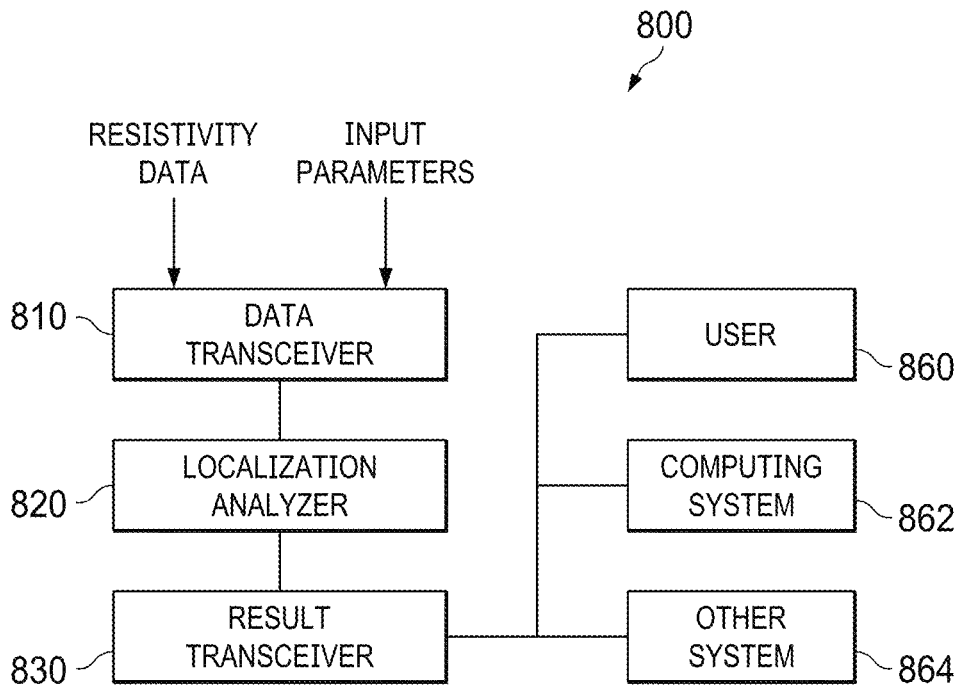 800
RESISTIVITY
DATA
INPUT
PARAMETERS
810
DATA
TRANSCEIVER
USER
860
820
LOCALIZATION
ANALYZER
COMPUTING
SYSTEM
862
830
RESULT
TRANSCEIVER
OTHER
SYSTEM
864